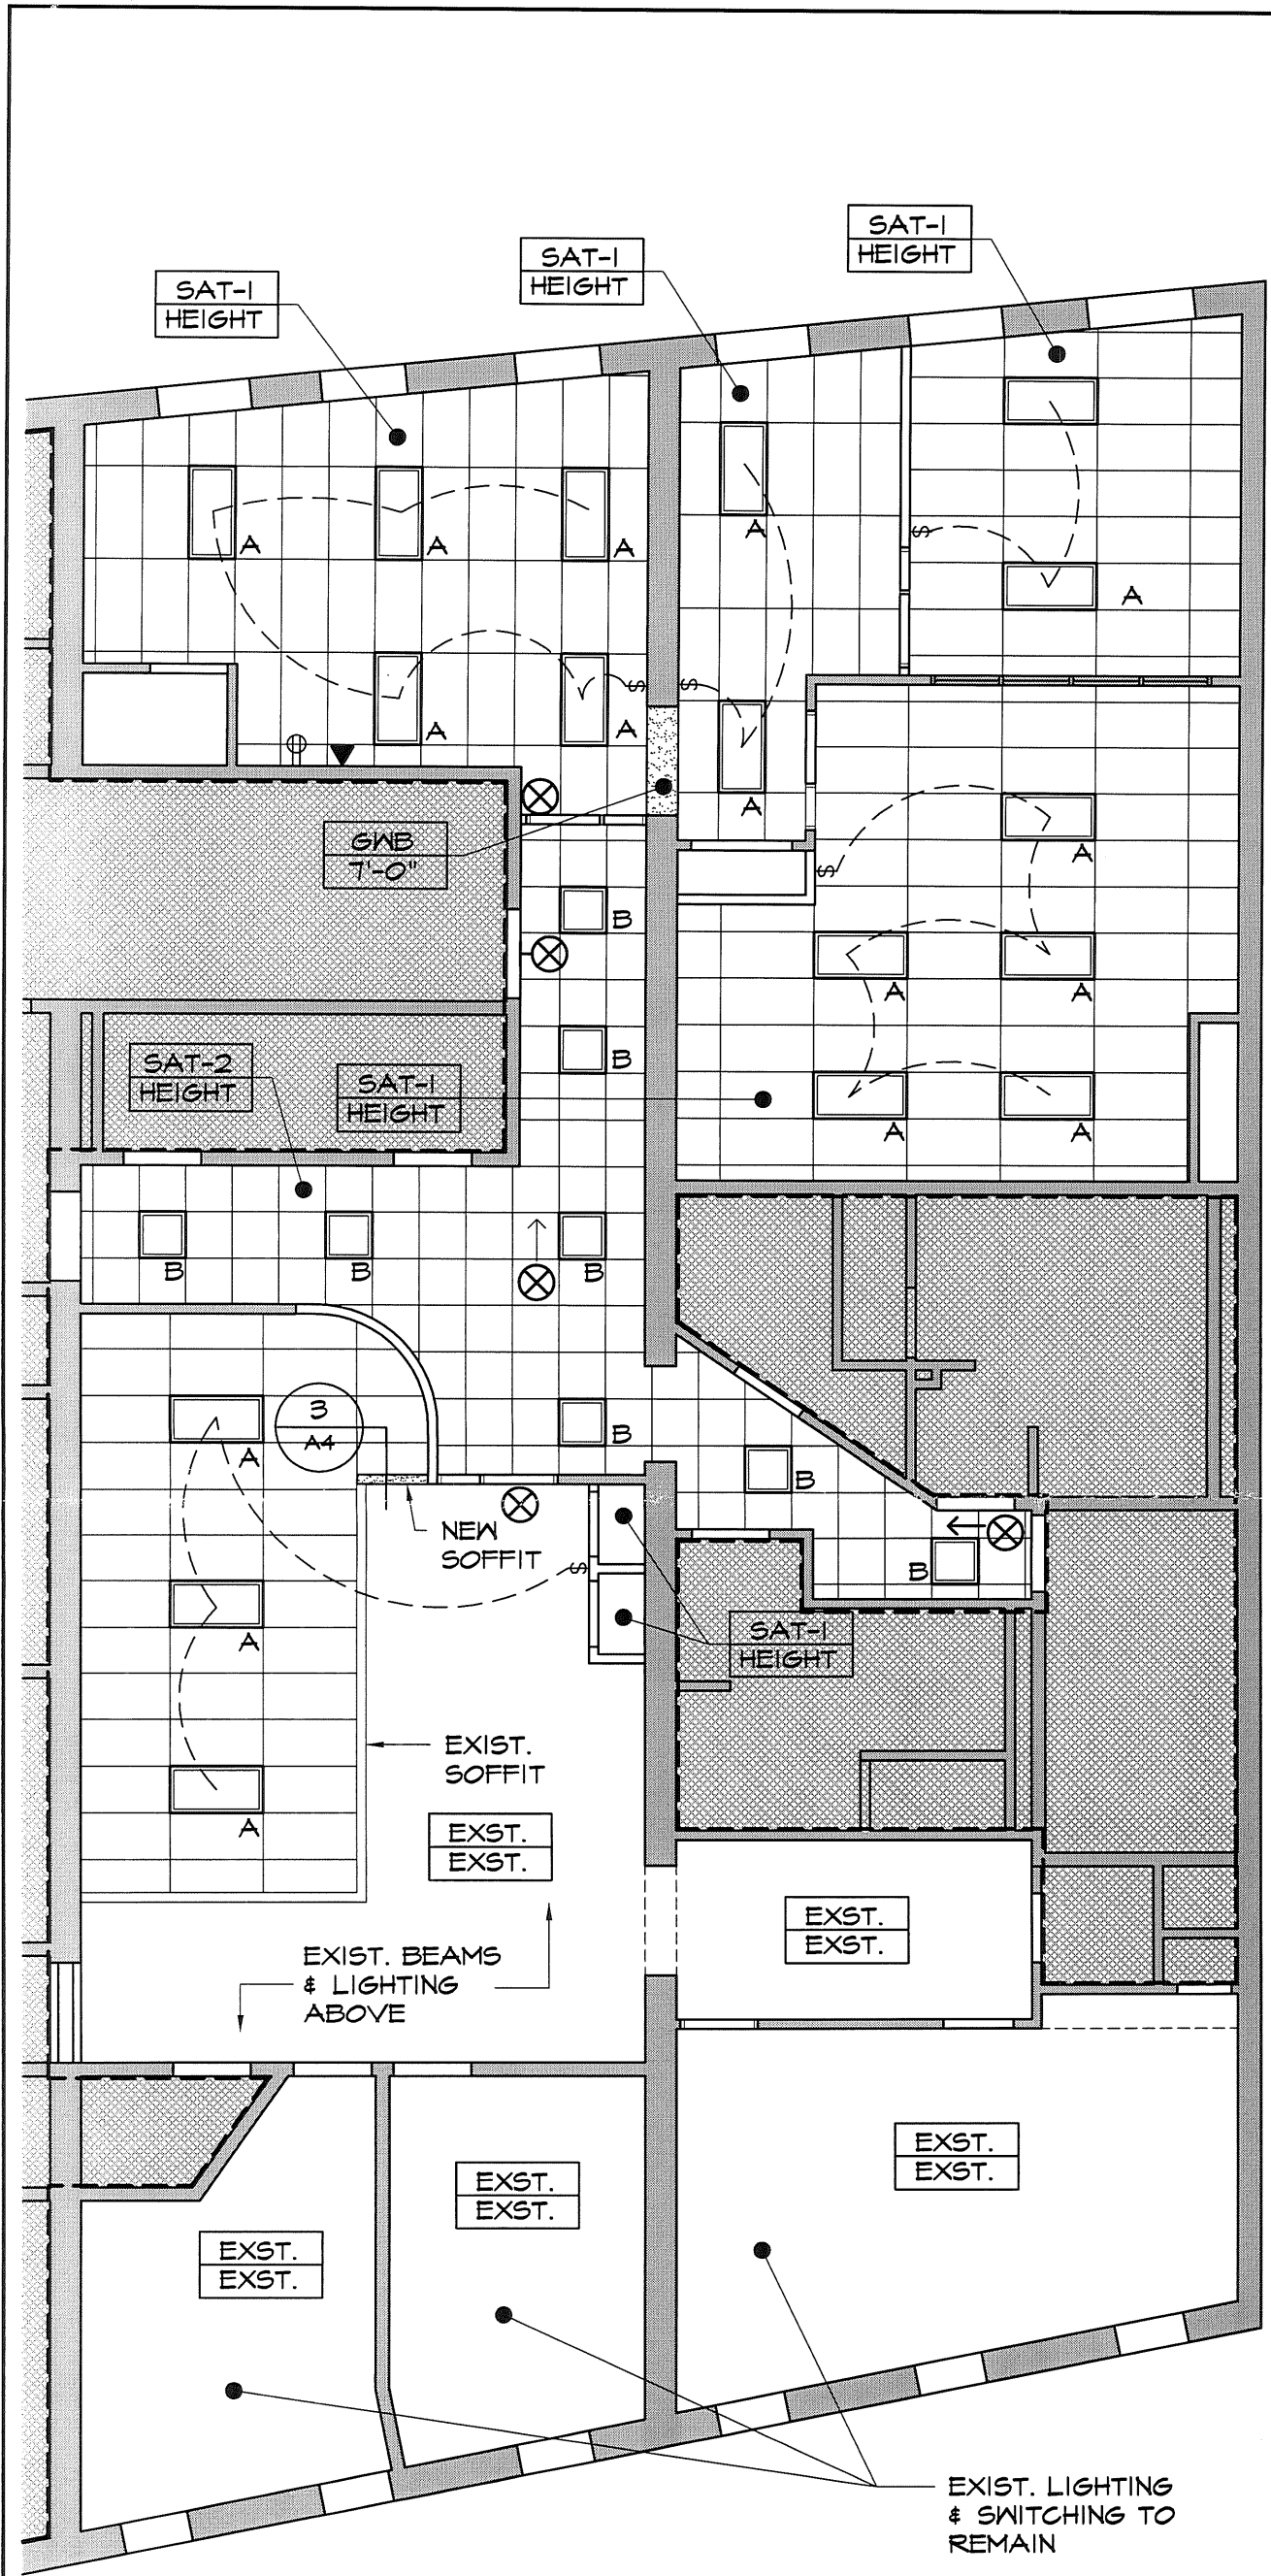 SAT-1
HEIGHT
SAT-1
HEIGHT
SAT-1
HEIGHT
A
A
A
A
A
A
A
A
A
S
S
S
S
GWB
7'-0"
A
A
A
A
A
B
B
SAT-2
HEIGHT
SAT-1
HEIGHT
B
B
B
3
A4
A
B
B
B
NEW
SOFFIT
S
A
SAT-1
HEIGHT
EXIST.
SOFFIT
A
EXST.
EXST.
EXST.
EXST.
EXIST. BEAMS
& LIGHTING
ABOVE
EXST.
EXST.
EXST.
EXST.
EXST.
EXST.
EXIST. LIGHTING
& SWITCHING TO
REMAIN